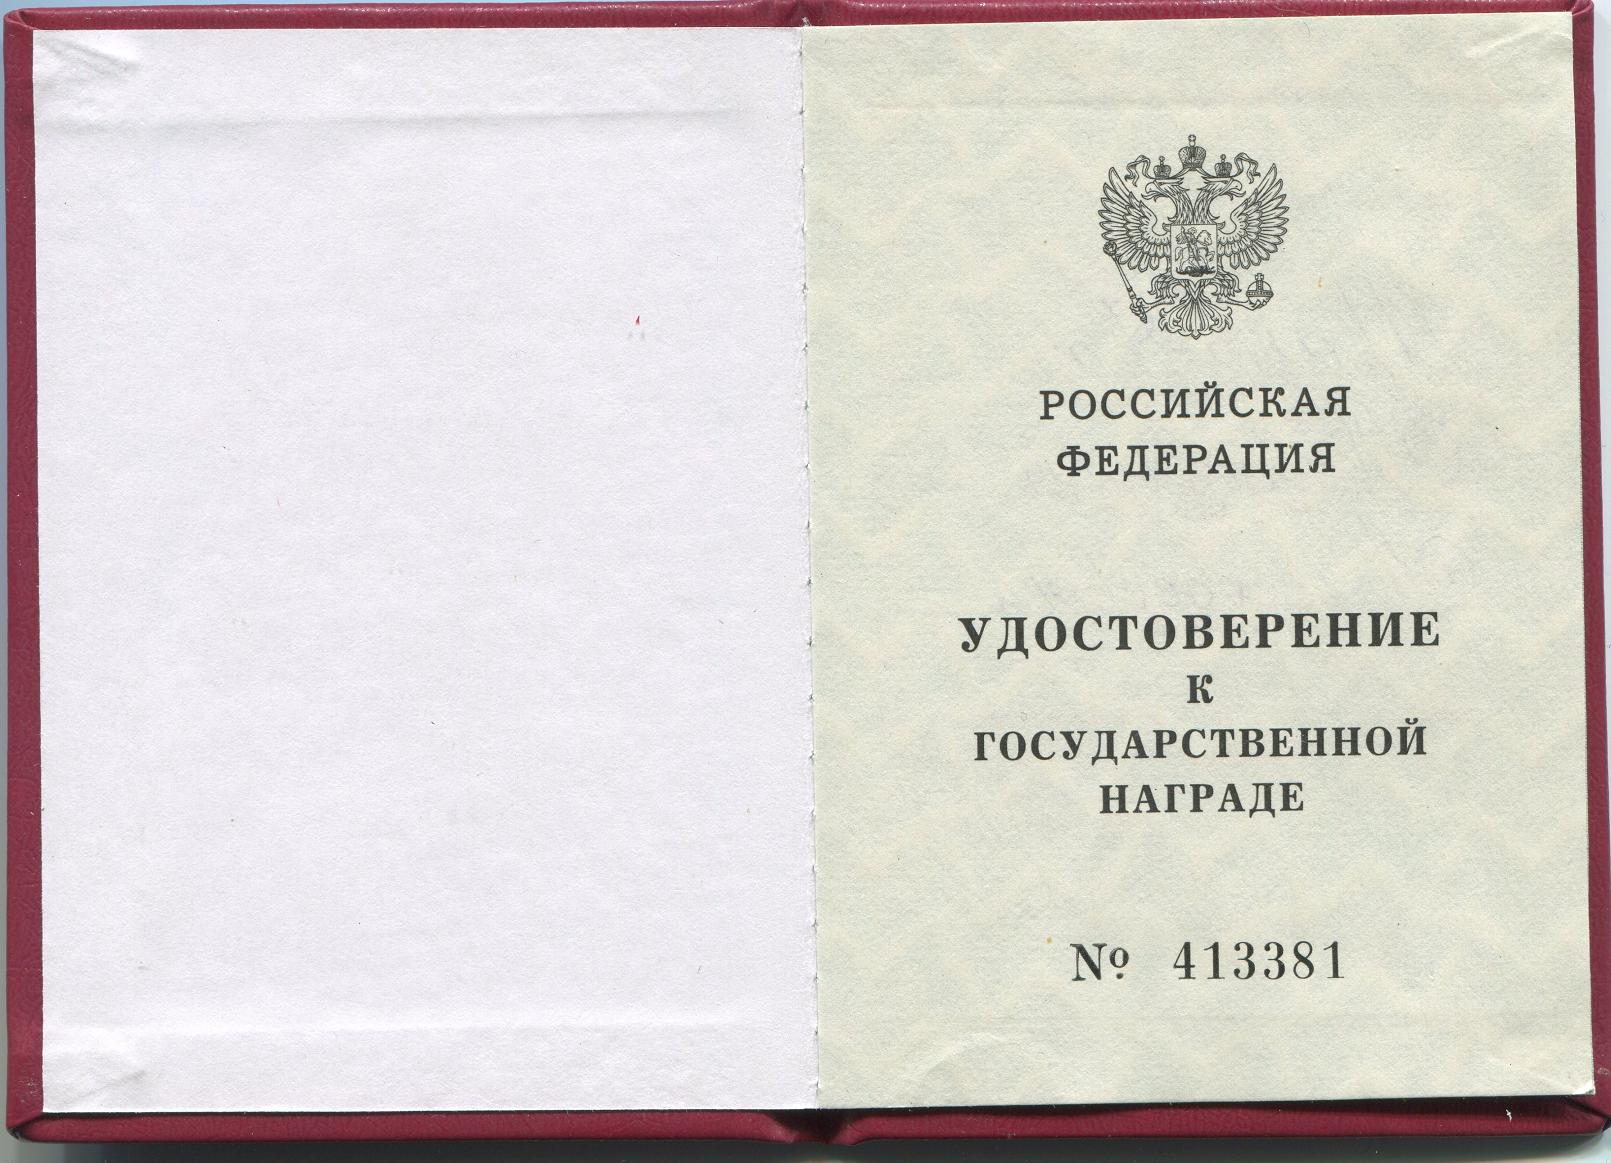 РОССИЙСКАЯ
ФЕДЕРАЦИЯ
УДОСТОВЕРЕНИЕ
К
ГОСУДАРСТВЕННОЙ
НАГРАДЕ
№ 413381